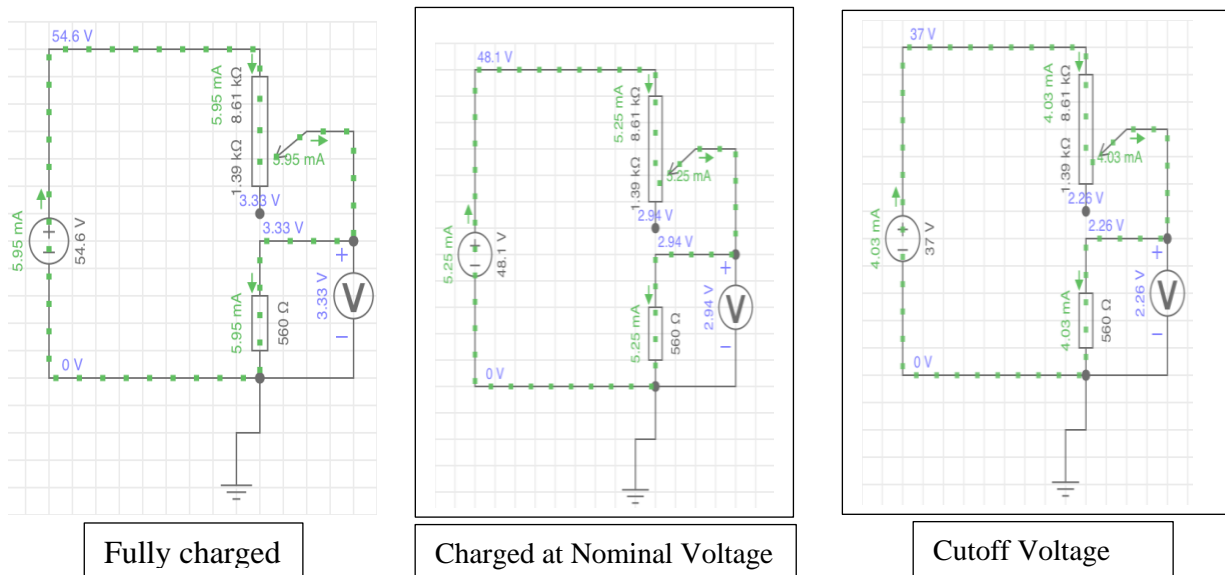 54.6 V
5.95 mA
8.61 kΩ
5.95 mA
1.39 kΩ
3.33 V
3.33 V
5.95 mA
+
−
54.6 V
+
3.33 V
V
−
5.95 mA
560 Ω
0 V
Fully charged
48.1 V
5.25 mA
8.61 kΩ
5.25 mA
1.39 kΩ
2.94 V
2.94 V
5.25 mA
+
−
48.1 V
+
2.94 V
V
−
5.25 mA
560 Ω
0 V
Charged at Nominal Voltage
37 V
4.03 mA
8.61 kΩ
4.03 mA
1.39 kΩ
2.26 V
2.26 V
4.03 mA
+
−
37 V
+
2.26 V
V
−
4.03 mA
560 Ω
0 V
Cutoff Voltage